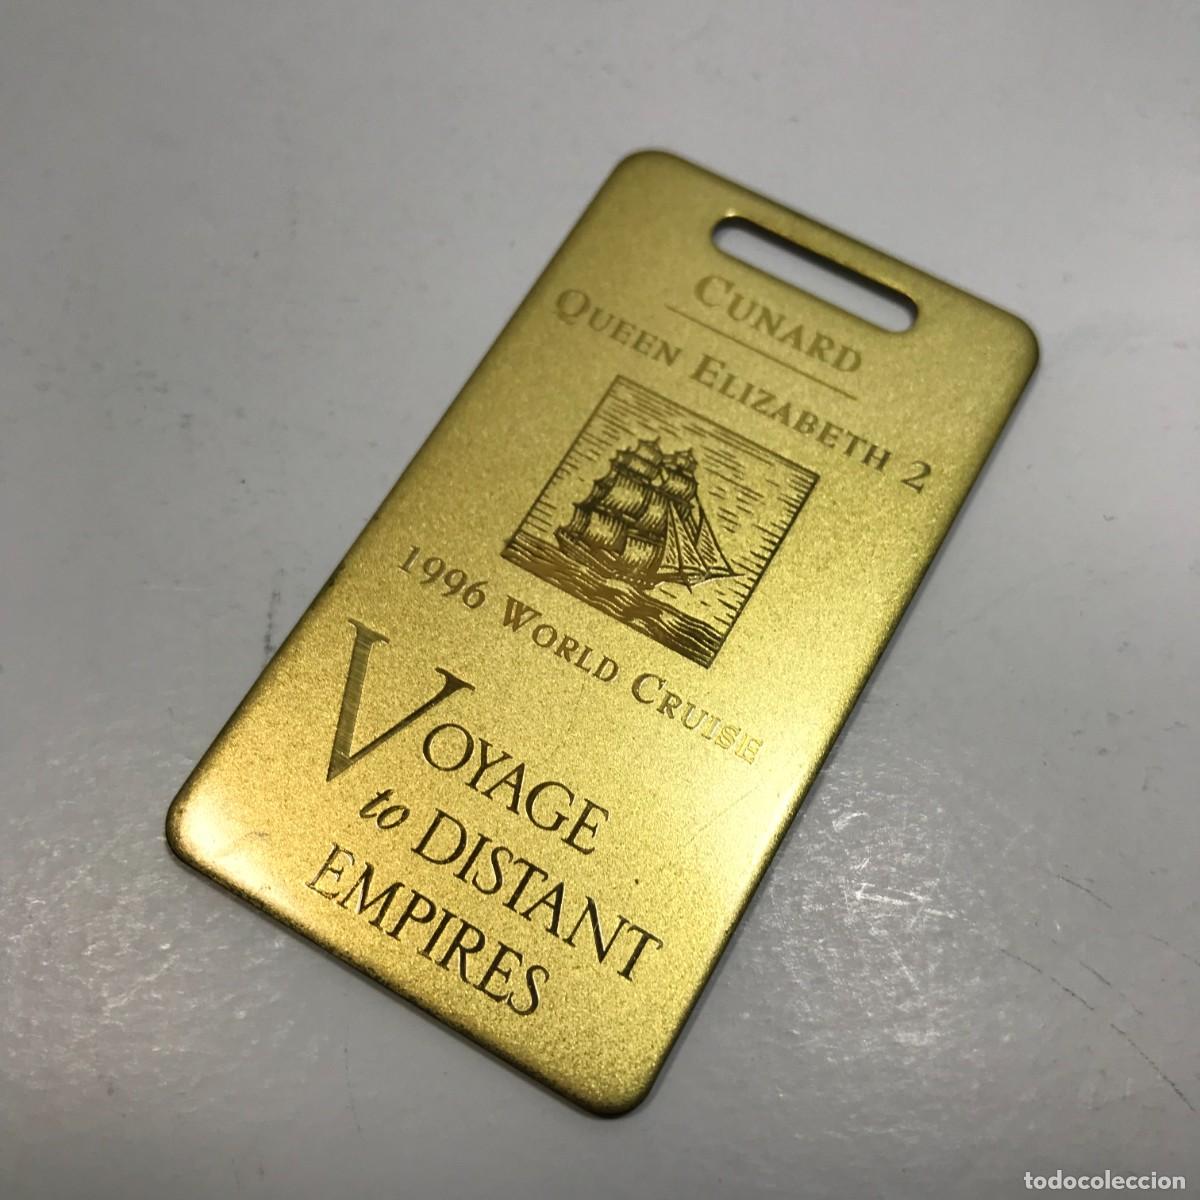 CUNARD
QUEEN ELIZABETH 2
1996 WORLD CRUISE
VOYAGE
to DISTANT
EMPIRES
todocoleccion